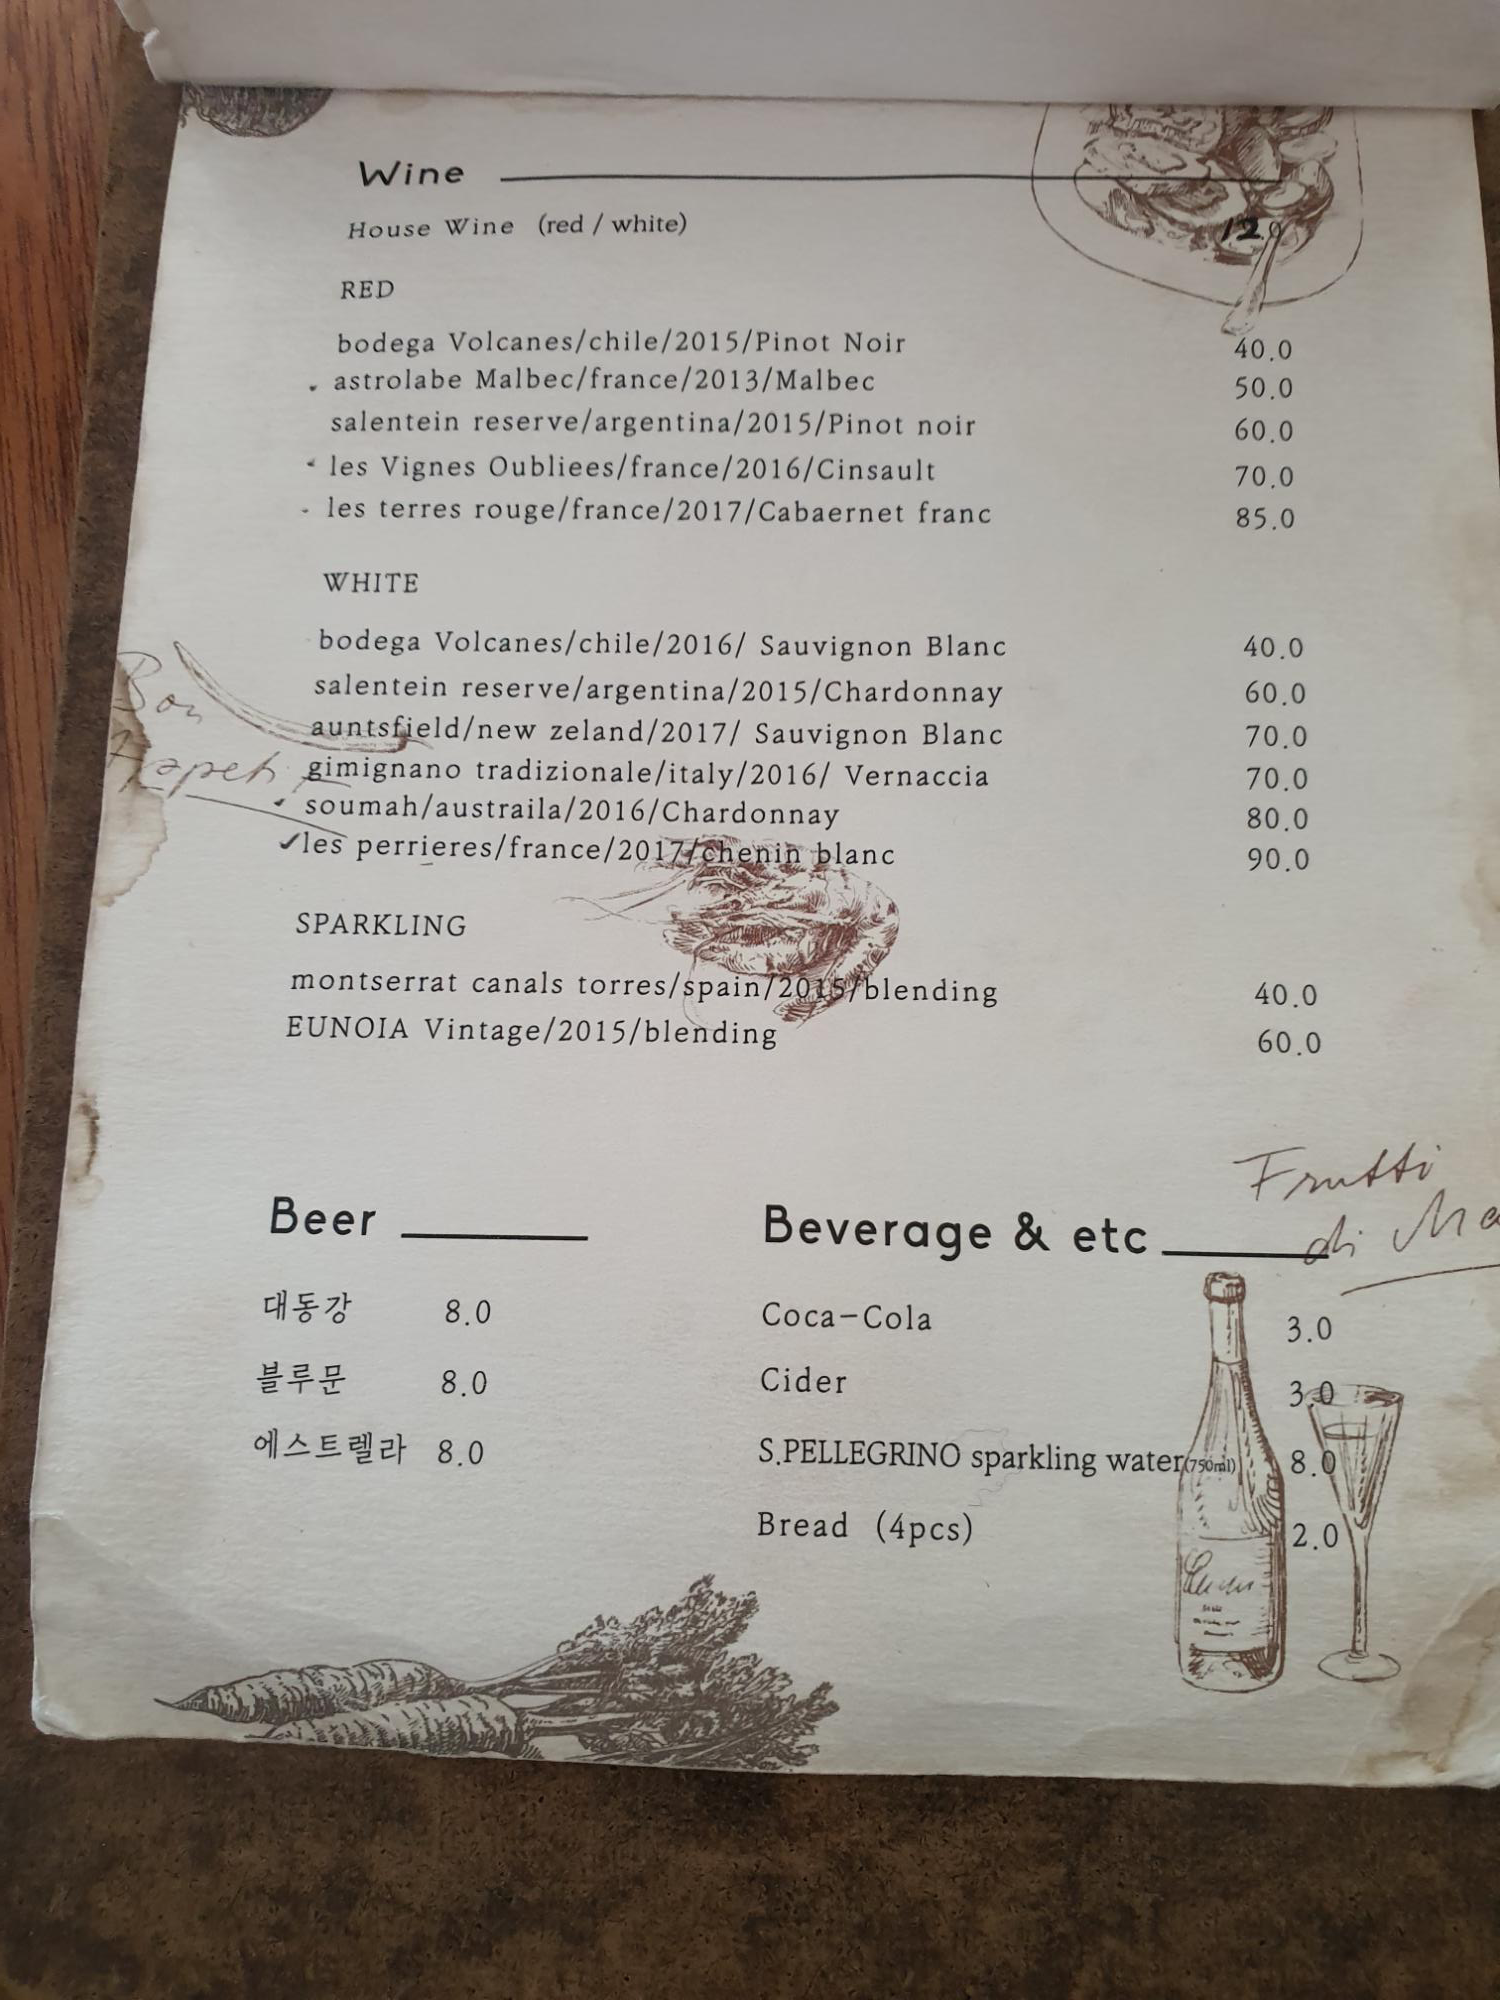 Wine
House Wine (red / white) 12.0
RED
bodega Volcanes/chile/2015/Pinot Noir 40.0
astrolabe Malbec/france/2013/Malbec 50.0
salentein reserve/argentina/2015/Pinot noir 60.0
les Vignes Oubliees/france/2016/Cinsault 70.0
les terres rouge/france/2017/Cabaernet franc 85.0
WHITE
bodega Volcanes/chile/2016/ Sauvignon Blanc 40.0
salentein reserve/argentina/2015/Chardonnay 60.0
Bon
auntsfield/new zeland/2017/ Sauvignon Blanc 70.0
gimignano tradizionale/italy/2016/ Vernaccia 70.0
soumah/austraila/2016/Chardonnay 80.0
les perrieres/france/2017/chenin blanc 90.0
SPARKLING
montserrat canals torres/spain/2015/blending 40.0
EUNOIA Vintage/2015/blending 60.0
Frutti
di
Beer
대동강 8.0
블루문 8.0
에스트렐라 8.0
Beverage & etc
Coca-Cola 3.0
Cider 3.0
S.PELLEGRINO sparkling water(750ml) 8.0
Bread (4pcs) 2.0